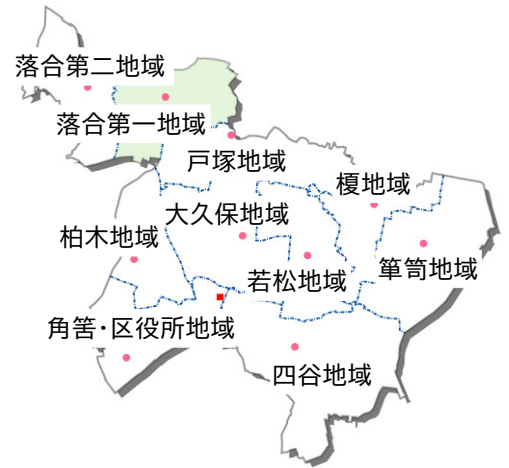 落合第二地域
落合第一地域
戸塚地域
榎地域
大久保地域
柏木地域
若松地域
箪笥地域
角筈・区役所地域
四谷地域